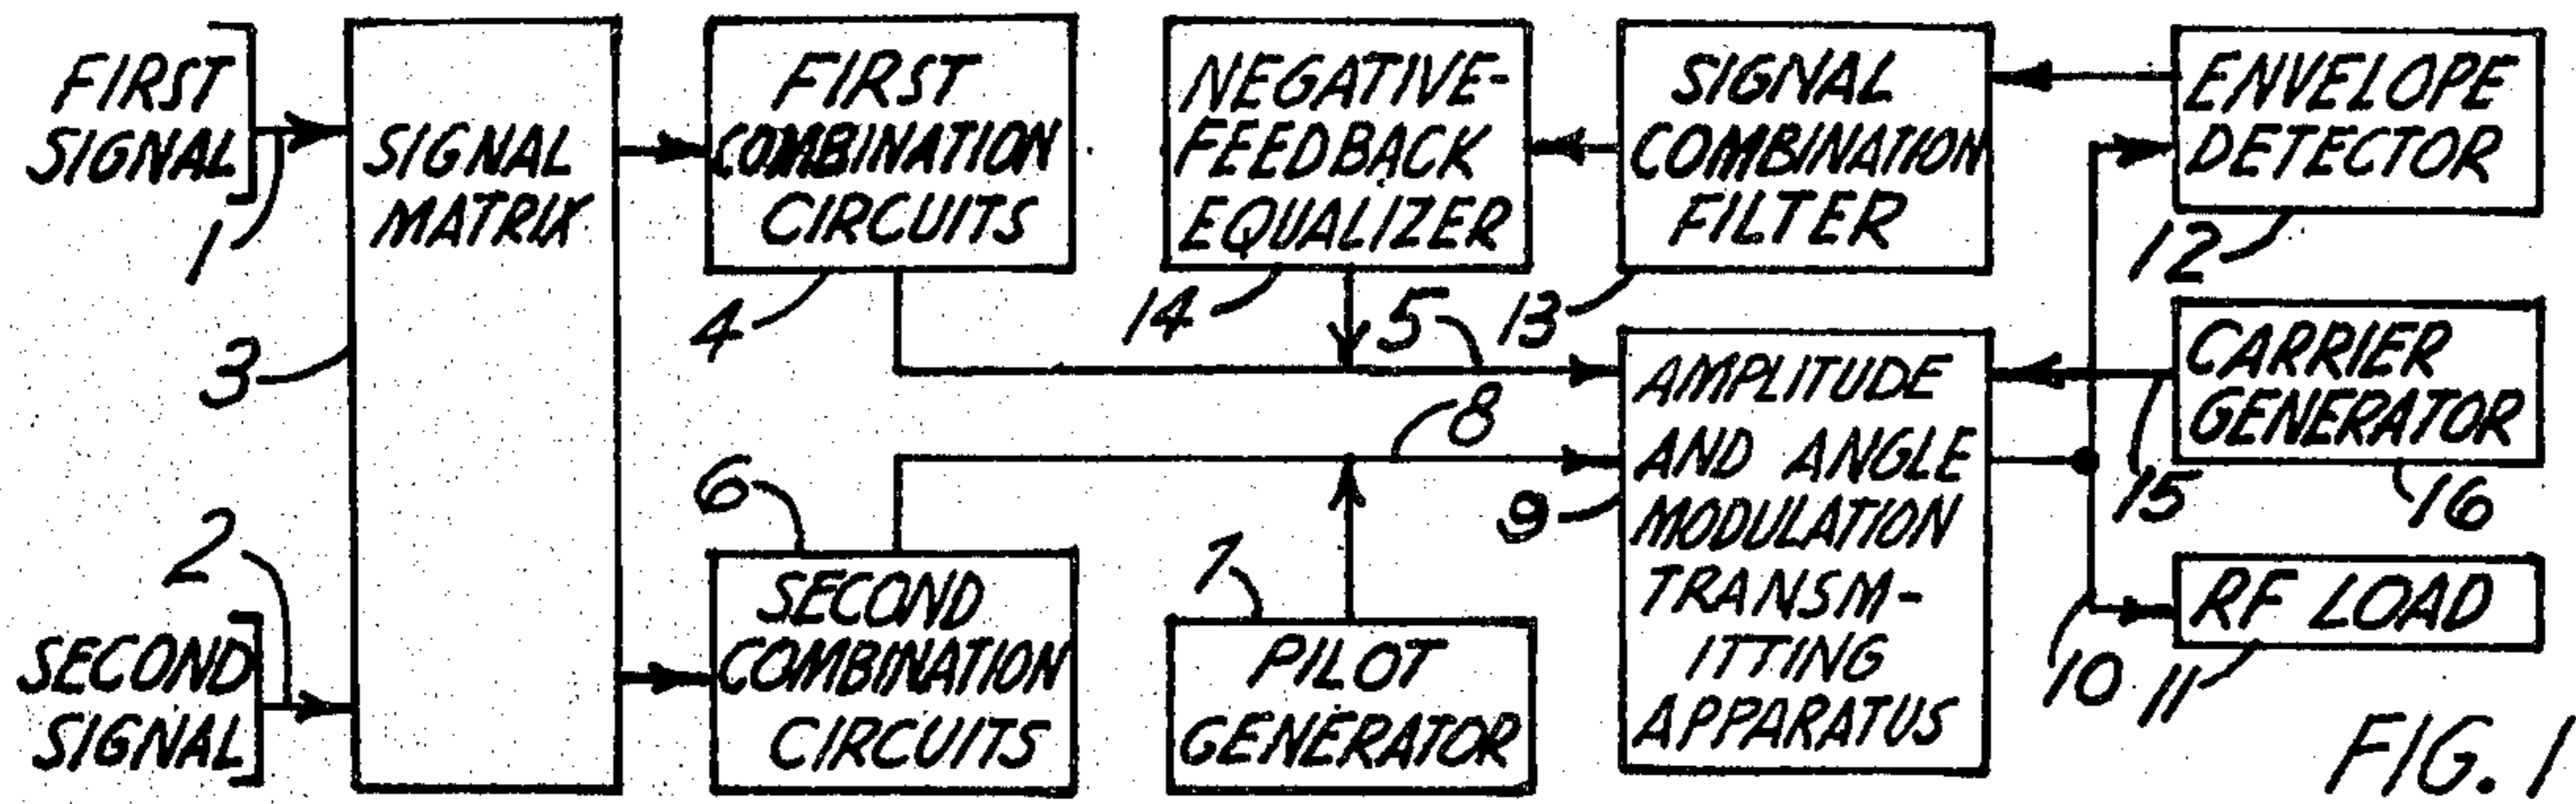 FIRST
SIGNAL
1
3
2
SECOND
SIGNAL
SIGNAL
MATRIX
FIRST
COMBINATION
CIRCUITS
4
6
SECOND
COMBINATION
CIRCUITS
NEGATIVE-
FEEDBACK
EQUALIZER
14
5
8
7
PILOT
GENERATOR
SIGNAL
COMBINATION
FILTER
13
9
AMPLITUDE
AND ANGLE
MODULATION
TRANSM-
ITTING
APPARATUS
ENVELOPE
DETECTOR
12
CARRIER
GENERATOR
15
16
RF LOAD
10
11
FIG. 1